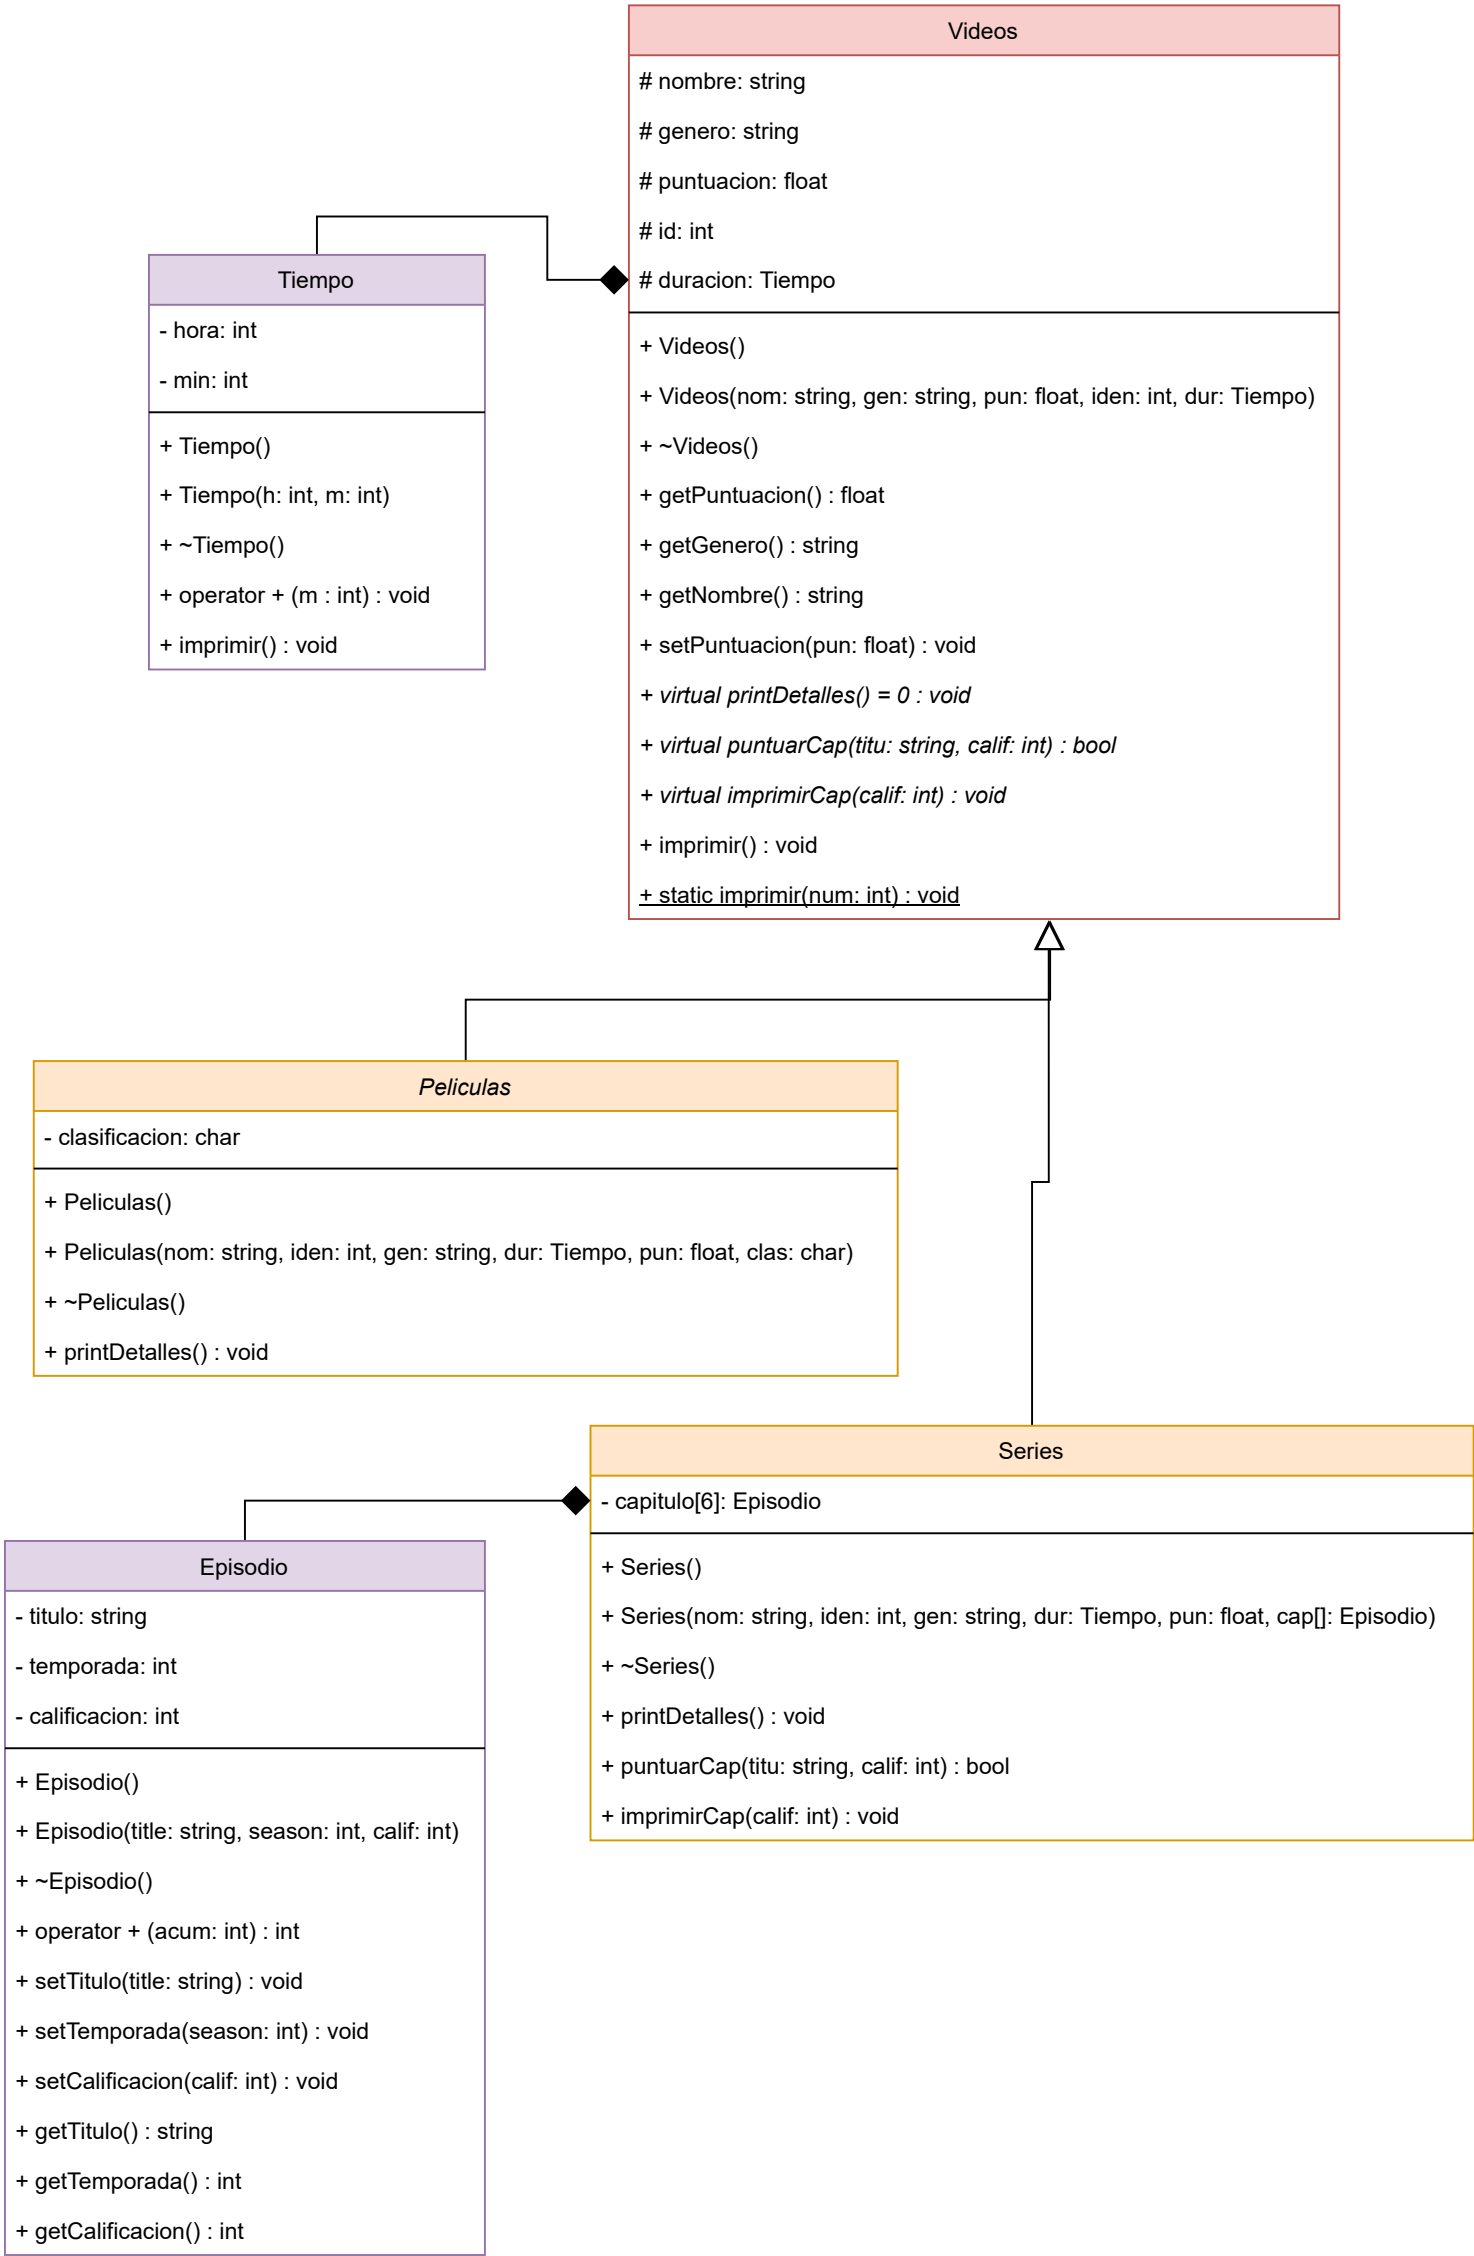 Videos
# nombre: string
# genero: string
# puntuacion: float
# id: int
# duracion: Tiempo
+ Videos()
+ Videos(nom: string, gen: string, pun: float, iden: int, dur: Tiempo)
+ ~Videos()
+ getPuntuacion() : float
+ getGenero() : string
+ getNombre() : string
+ setPuntuacion(pun: float) : void
+ virtual printDetalles() = 0 : void
+ virtual puntuarCap(titu: string, calif: int) : bool
+ virtual imprimirCap(calif: int) : void
+ imprimir() : void
+ static imprimir(num: int) : void
Tiempo
- hora: int
- min: int
+ Tiempo()
+ Tiempo(h: int, m: int)
+ ~Tiempo()
+ operator + (m : int) : void
+ imprimir() : void
Peliculas
- clasificacion: char
+ Peliculas()
+ Peliculas(nom: string, iden: int, gen: string, dur: Tiempo, pun: float, clas: char)
+ ~Peliculas()
+ printDetalles() : void
Series
- capitulo[6]: Episodio
+ Series()
+ Series(nom: string, iden: int, gen: string, dur: Tiempo, pun: float, cap[]: Episodio)
+ ~Series()
+ printDetalles() : void
+ puntuarCap(titu: string, calif: int) : bool
+ imprimirCap(calif: int) : void
Episodio
- titulo: string
- temporada: int
- calificacion: int
+ Episodio()
+ Episodio(title: string, season: int, calif: int)
+ ~Episodio()
+ operator + (acum: int) : int
+ setTitulo(title: string) : void
+ setTemporada(season: int) : void
+ setCalificacion(calif: int) : void
+ getTitulo() : string
+ getTemporada() : int
+ getCalificacion() : int